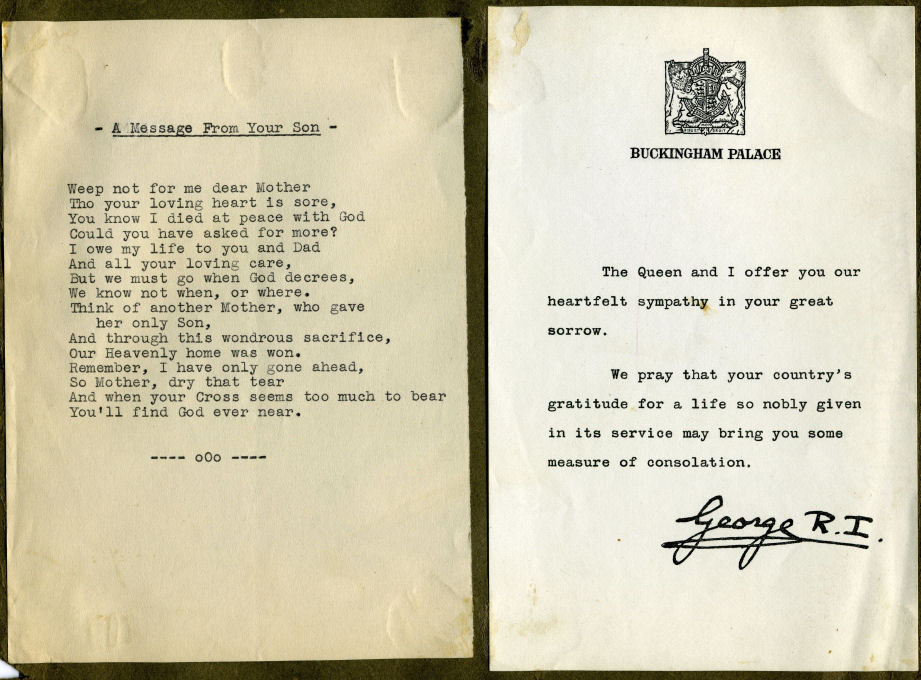 - A Message From Your Son -
Weep not for me dear Mother
Tho your loving heart is sore,
You know I died at peace with God
Could you have asked for more?
I owe my life to you and Dad
And all your loving care,
But we must go when God decrees,
We know not when, or where.
Think of another Mother, who gave
her only Son,
And through this wondrous sacrifice,
Our Heavenly home was won.
Remember, I have only gone ahead,
So Mother, dry that tear
And when your Cross seems too much to bear
You'll find God ever near.
---- oOo ----
BUCKINGHAM PALACE
The Queen and I offer you our
heartfelt sympathy in your great
sorrow.
We pray that your country's
gratitude for a life so nobly given
in its service may bring you some
measure of consolation.
George R.I.